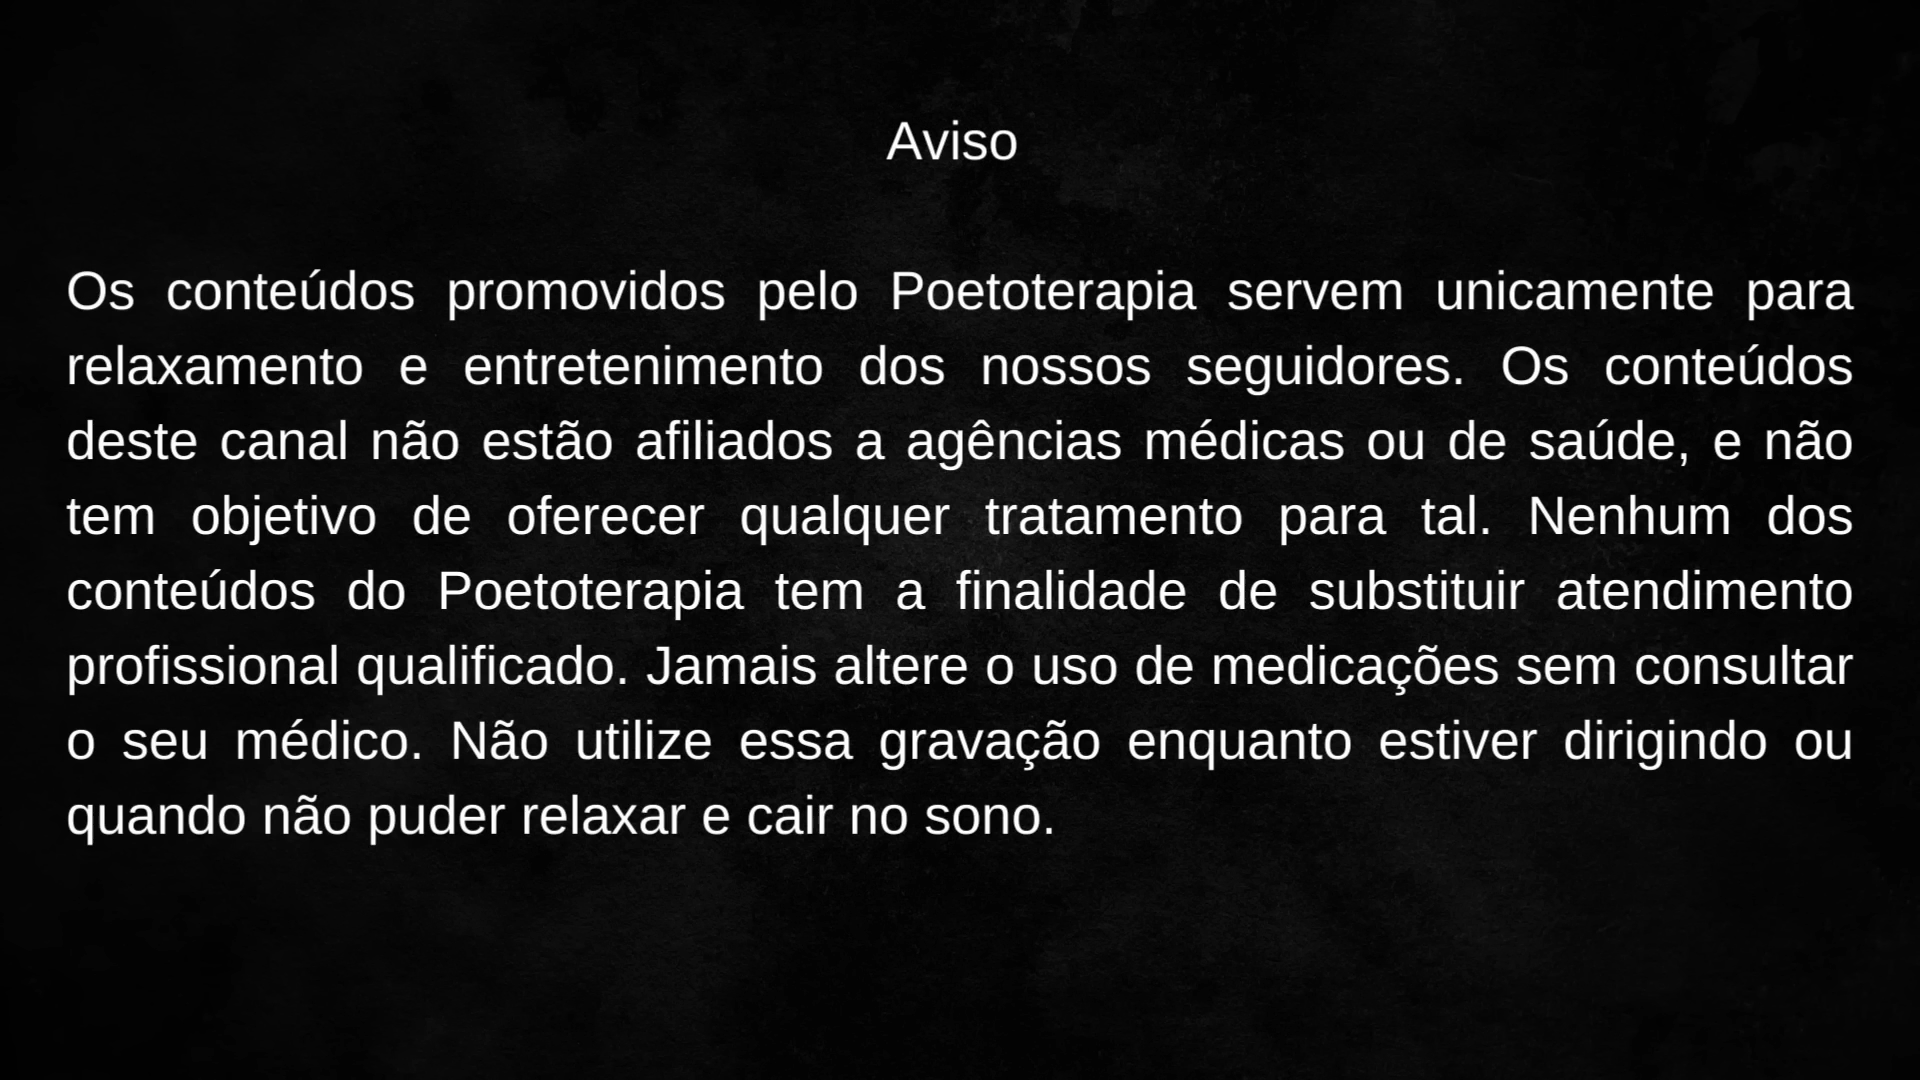 Aviso
Os conteúdos promovidos pelo Poetoterapia servem unicamente para
relaxamento e entretenimento dos nossos seguidores. Os conteúdos
deste canal não estão afiliados a agências médicas ou de saúde, e não
tem objetivo de oferecer qualquer tratamento para tal. Nenhum dos
conteúdos do Poetoterapia tem a finalidade de substituir atendimento
profissional qualificado. Jamais altere o uso de medicações sem consultar
o seu médico. Não utilize essa gravação enquanto estiver dirigindo ou
quando não puder relaxar e cair no sono.